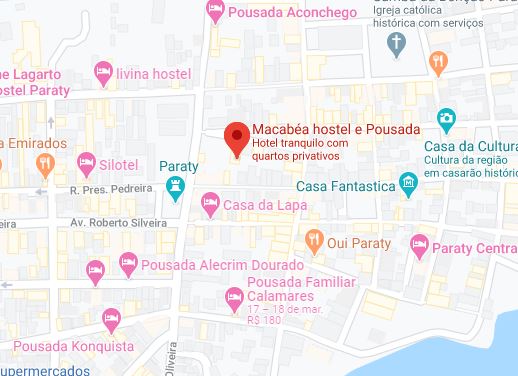 Pousada Aconchego
Igreja católica
histórica com serviços
livina hostel
Lagarto
Paraty
Macabéa hostel e Pousada
Hotel tranquilo com
quartos privativos
Emirados
Silotel
Paraty
Casa da Cultura
Cultura da região
em casarão históric
R. Pres. Pedreira
Casa Fantastica
Casa da Lapa
Av. Roberto Silveira
Oui Paraty
Paraty Centra
Pousada Alecrim Dourado
Pousada Familiar
Calamares
17 – 18 de mar.
R$ 180
Pousada Konquista
Oliveira
upermercados